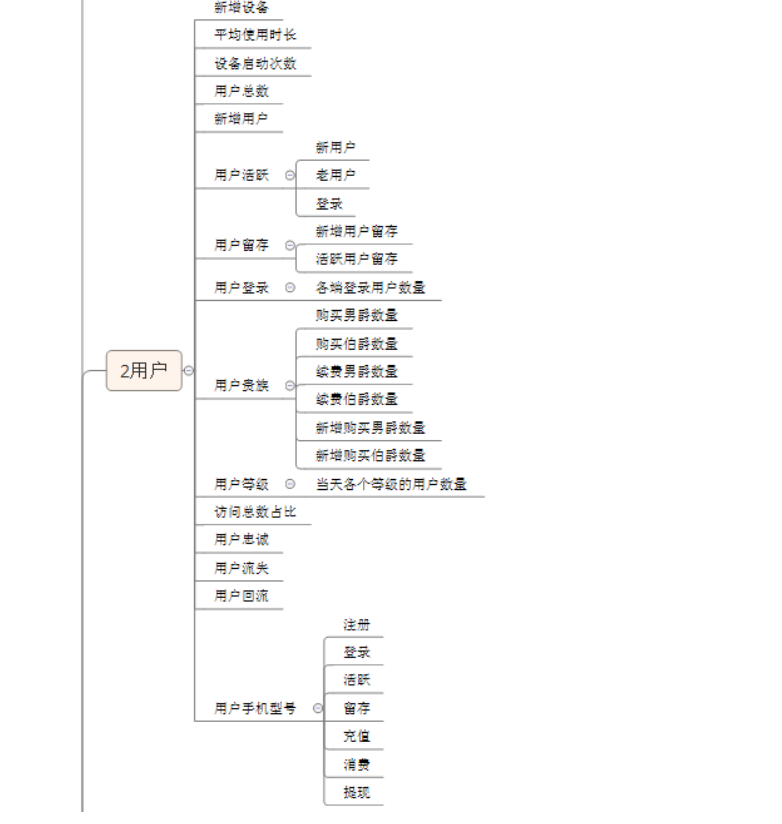 新增设备
平均使用时长
设备启动次数
用户总数
新增用户
用户活跃
新用户
老用户
登录
用户留存
新增用户留存
活跃用户留存
用户登录
各端登录用户数量
2用户
用户贵族
购买男爵数量
购买伯爵数量
续费男爵数量
续费伯爵数量
新增购买男爵数量
新增购买伯爵数量
用户等级
当天各个等级的用户数量
访问总数占比
用户忠诚
用户流失
用户回流
用户手机型号
注册
登录
活跃
留存
充值
消费
提现